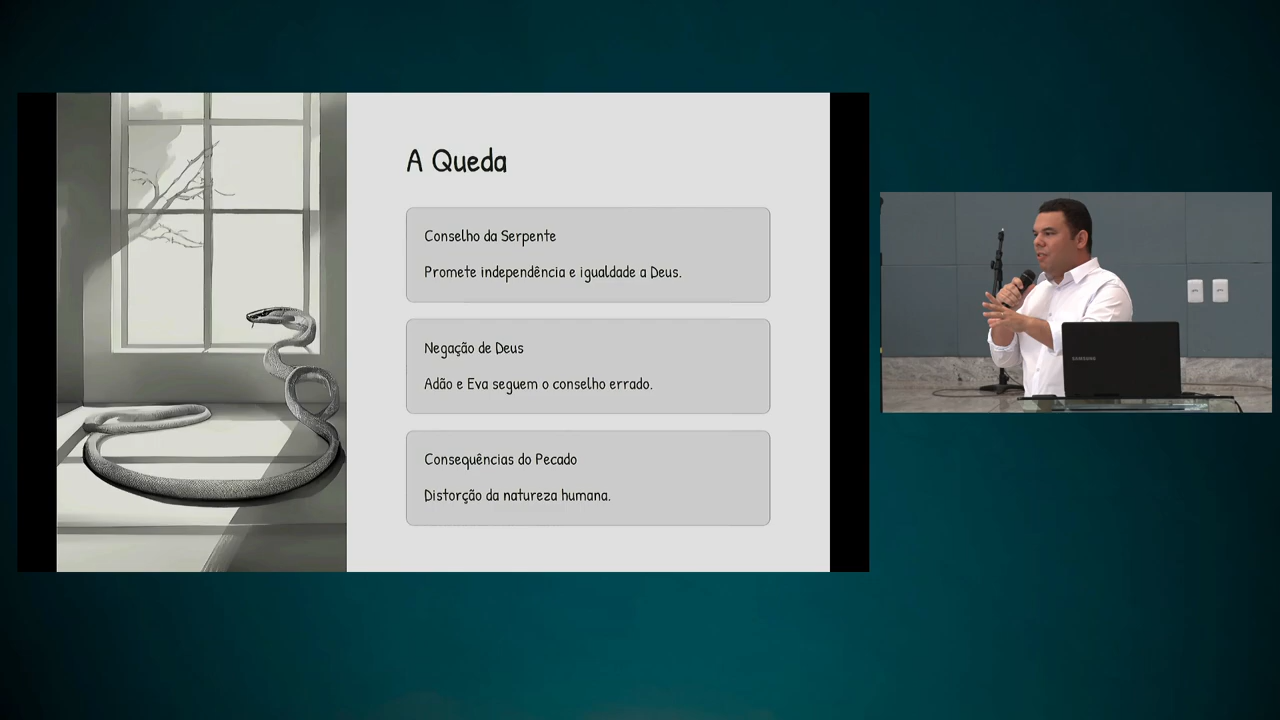 A Queda
Conselho da Serpente
Promete independência e igualdade a Deus.
Negação de Deus
Adão e Eva seguem o conselho errado.
Consequências do Pecado
Distorção da natureza humana.
SAMSUNG